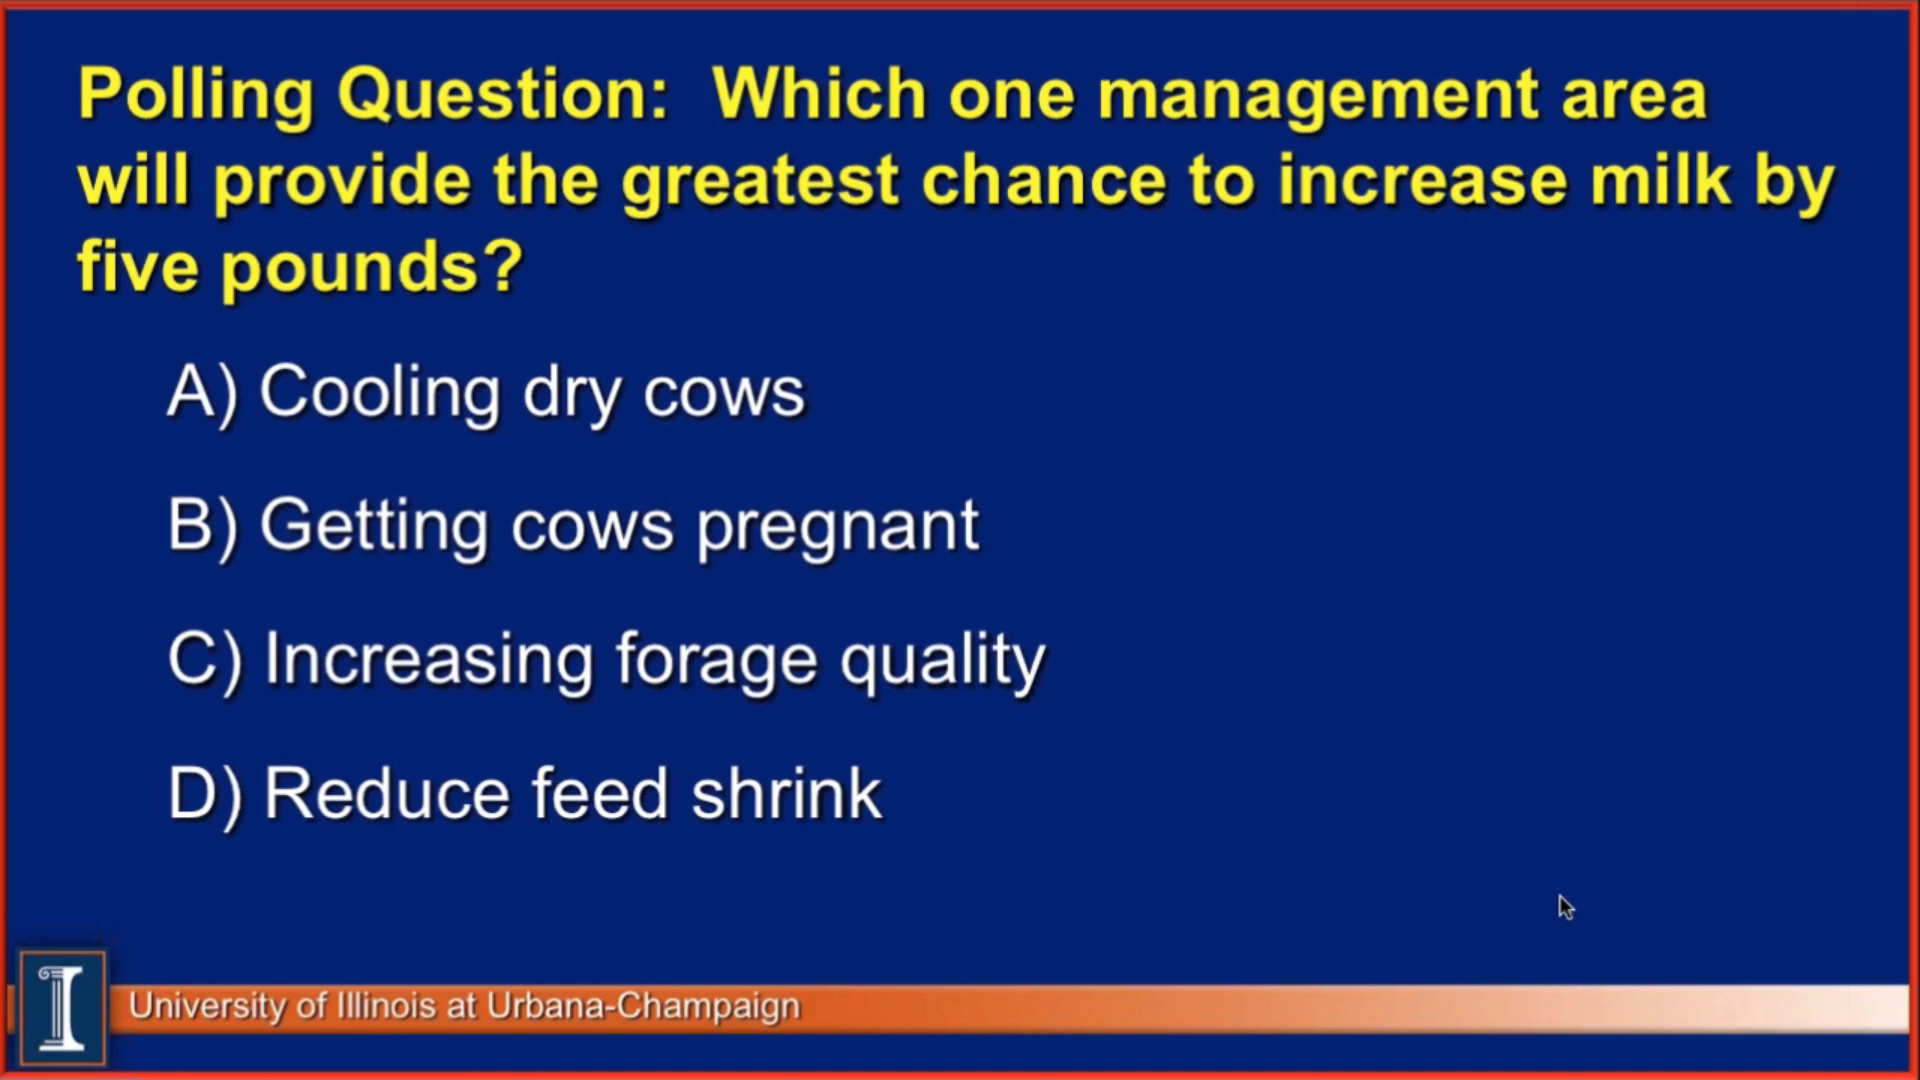 Polling Question: Which one management area
will provide the greatest chance to increase milk by
five pounds?
A) Cooling dry cows
B) Getting cows pregnant
C) Increasing forage quality
D) Reduce feed shrink
I
University of Illinois at Urbana-Champaign